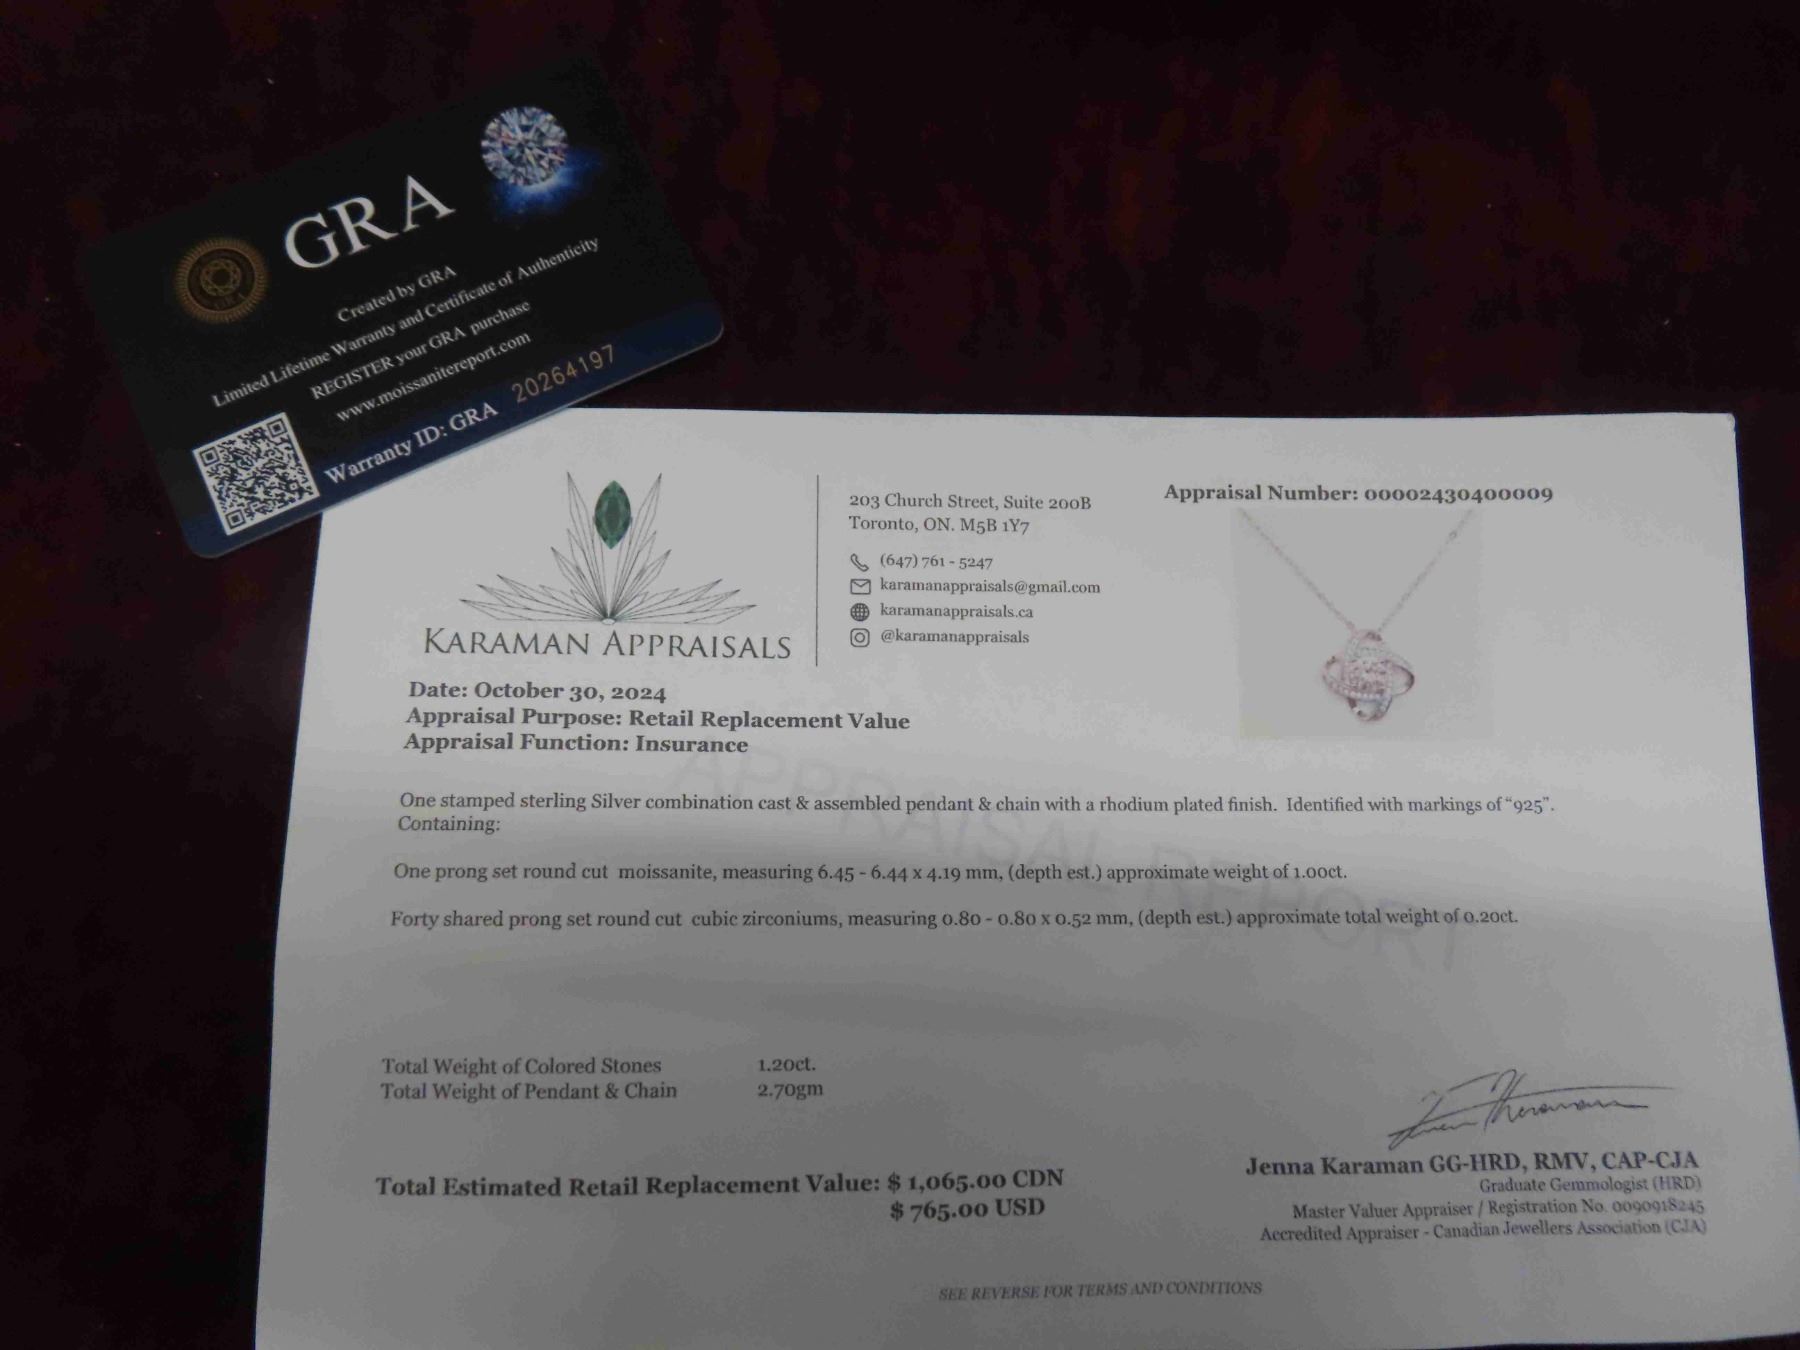 GRA
Created by GRA
Limited Lifetime Warranty and Certificate of Authenticity
REGISTER your GRA purchase
www.moissanitereport.com
Warranty ID: GRA 20264197
GRA
KARAMAN APPRAISALS
203 Church Street, Suite 200B
Toronto, ON. M5B 1Y7
(647) 761 - 5247
karamanappraisals@gmail.com
karamanappraisals.ca
@karamanappraisals
Appraisal Number: 00002430400009
Date: October 30, 2024
Appraisal Purpose: Retail Replacement Value
Appraisal Function: Insurance
APPRAISAL REPORT
One stamped sterling Silver combination cast & assembled pendant & chain with a rhodium plated finish. Identified with markings of "925".
Containing:
One prong set round cut moissanite, measuring 6.45 - 6.44 x 4.19 mm, (depth est.) approximate weight of 1.00ct.
Forty shared prong set round cut cubic zirconiums, measuring 0.80 - 0.80 x 0.52 mm, (depth est.) approximate total weight of 0.20ct.
Total Weight of Colored Stones 1.20ct.
Total Weight of Pendant & Chain 2.70gm
Total Estimated Retail Replacement Value: $ 1,065.00 CDN
$ 765.00 USD
Jenna Karaman GG-HRD, RMV, CAP-CJA
Graduate Gemmologist (HRD)
Master Valuer Appraiser / Registration No. 0090918245
Accredited Appraiser - Canadian Jewellers Association (CJA)
SEE REVERSE FOR TERMS AND CONDITIONS